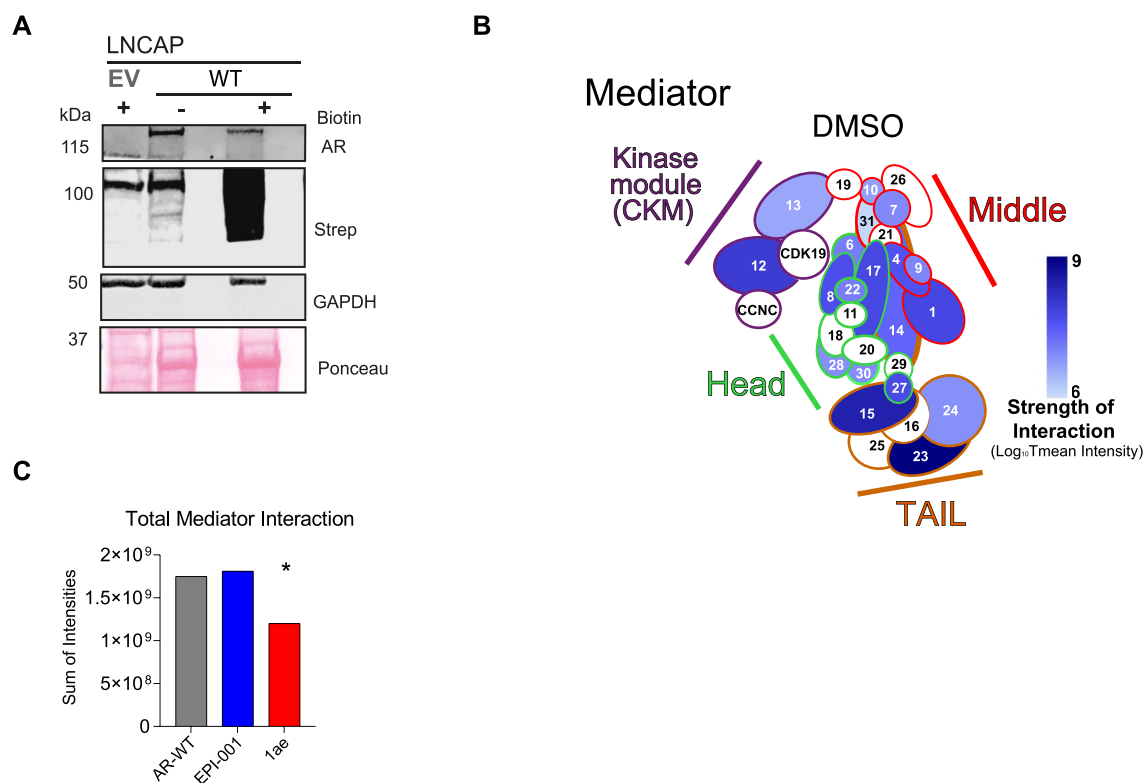 A
LNCAP
EV WT
kDa + - + Biotin
115 AR
100 Strep
50 GAPDH
37 Ponceau
B
Mediator
DMSO
Kinase
module
(CKM)
Middle
Head
TAIL
13
19
10
26
7
31
21
6
CDK19
17
4
9
12
8
22
CCNC
11
1
18
14
20
28
30
29
27
15
16
24
25
23
9
6
Strength of
Interaction
(Log₁₀Tmean Intensity)
C
Total Mediator Interaction
Sum of Intensities
2×10⁹
1.5×10⁹
1×10⁹
5×10⁸
0
*
AR-WT
EPI-001
1ae